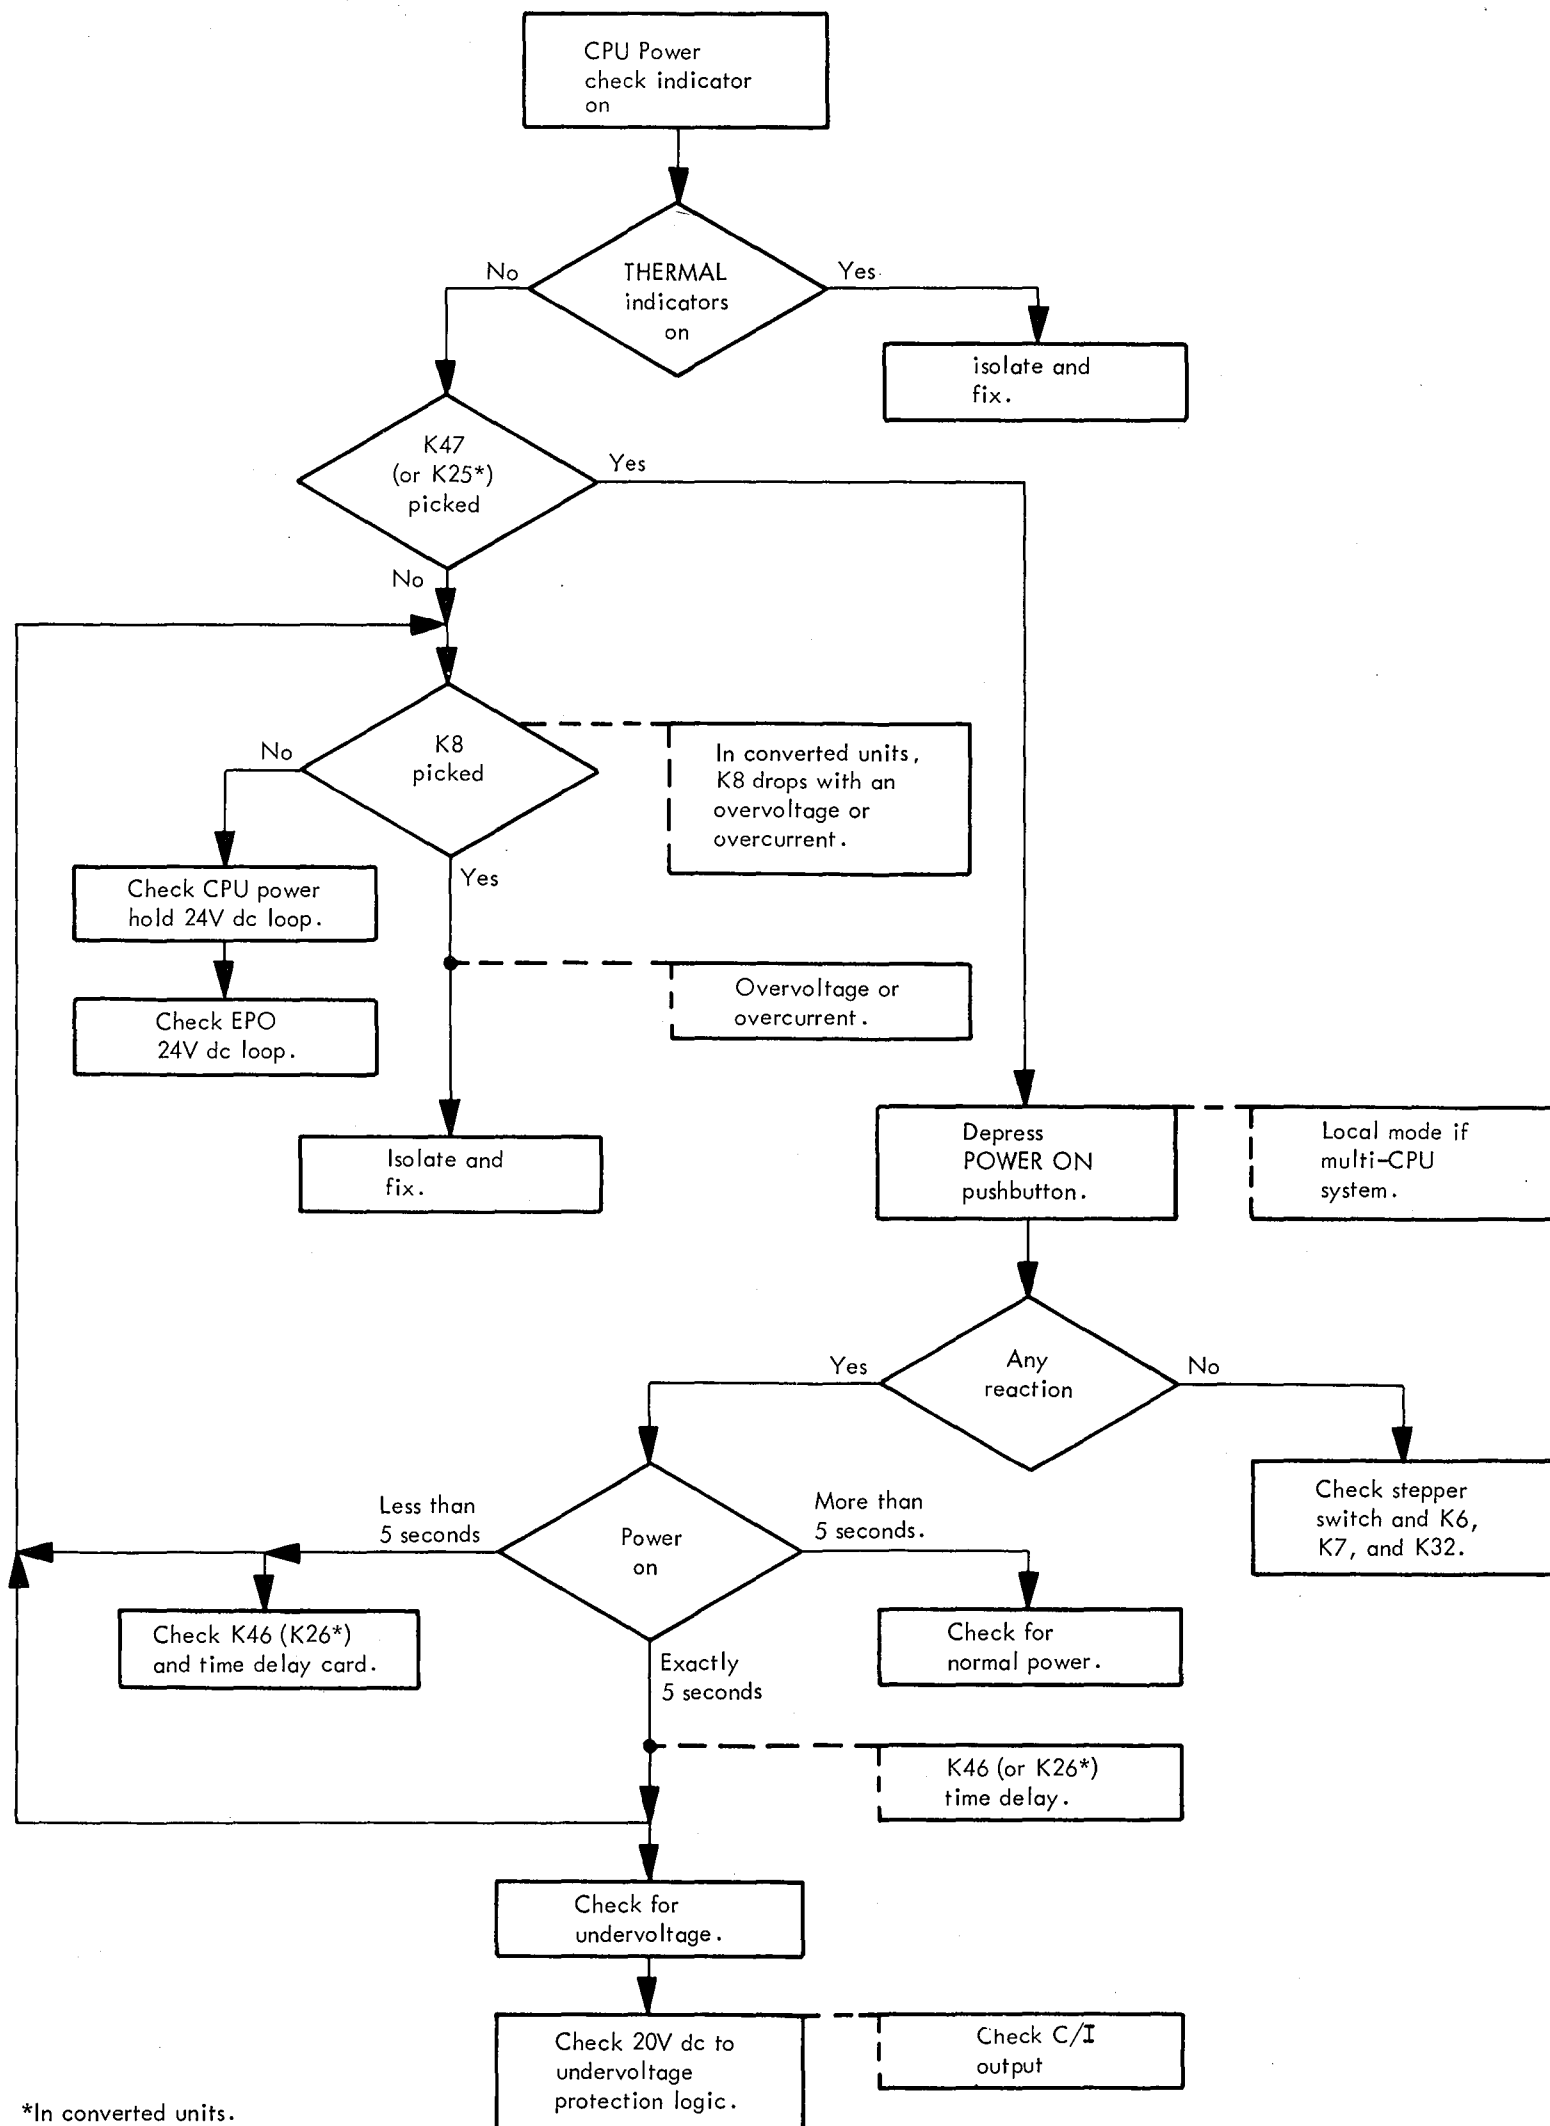 CPU Power
check indicator
on
No
THERMAL
indicators
on
Yes
isolate and
fix.
K47
(or K25*)
picked
Yes
No
No
K8
picked
In converted units,
K8 drops with an
overvoltage or
overcurrent.
Check CPU power
hold 24V dc loop.
Yes
Check EPO
24V dc loop.
Overvoltage or
overcurrent.
Isolate and
fix.
Depress
POWER ON
pushbutton.
Local mode if
multi-CPU
system.
Yes
Any
reaction
No
Less than
5 seconds
Power
on
More than
5 seconds.
Check stepper
switch and K6,
K7, and K32.
Check K46 (K26*)
and time delay card.
Exactly
5 seconds
Check for
normal power.
K46 (or K26*)
time delay.
Check for
undervoltage.
Check 20V dc to
undervoltage
protection logic.
Check C/I
output
*In converted units.